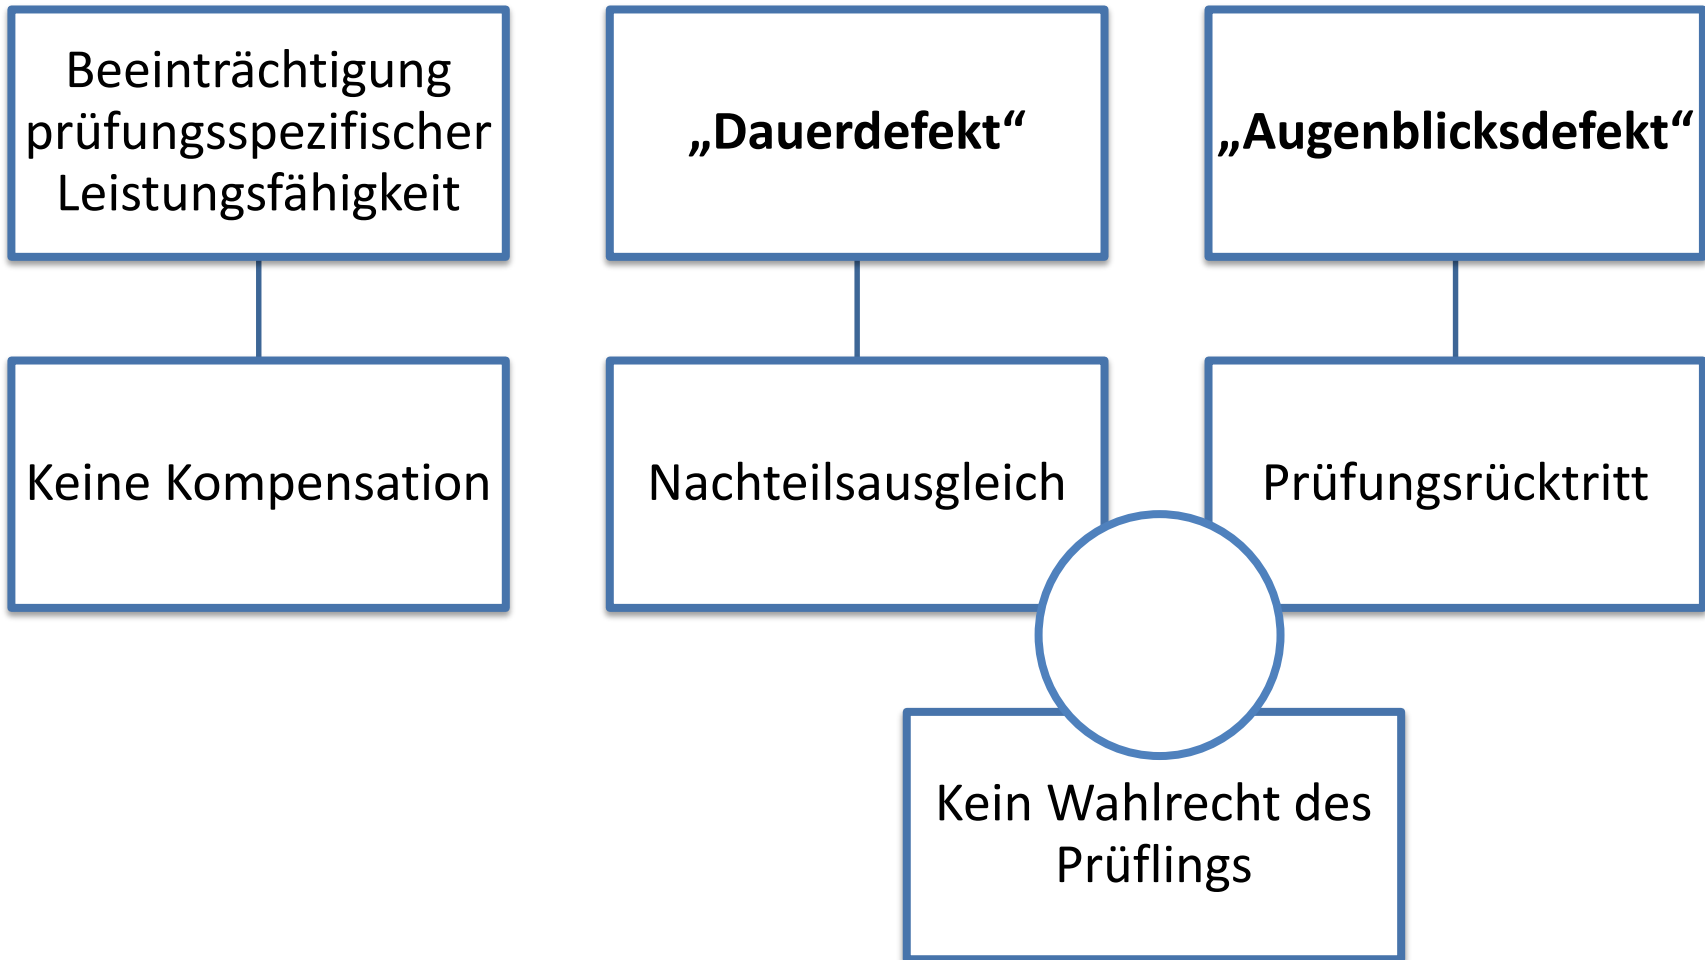 Beeinträchtigung
prüfungsspezifischer
Leistungsfähigkeit
„Dauerdefekt“
„Augenblicksdefekt“
Keine Kompensation
Nachteilsausgleich
Prüfungsrücktritt
Kein Wahlrecht des
Prüflings